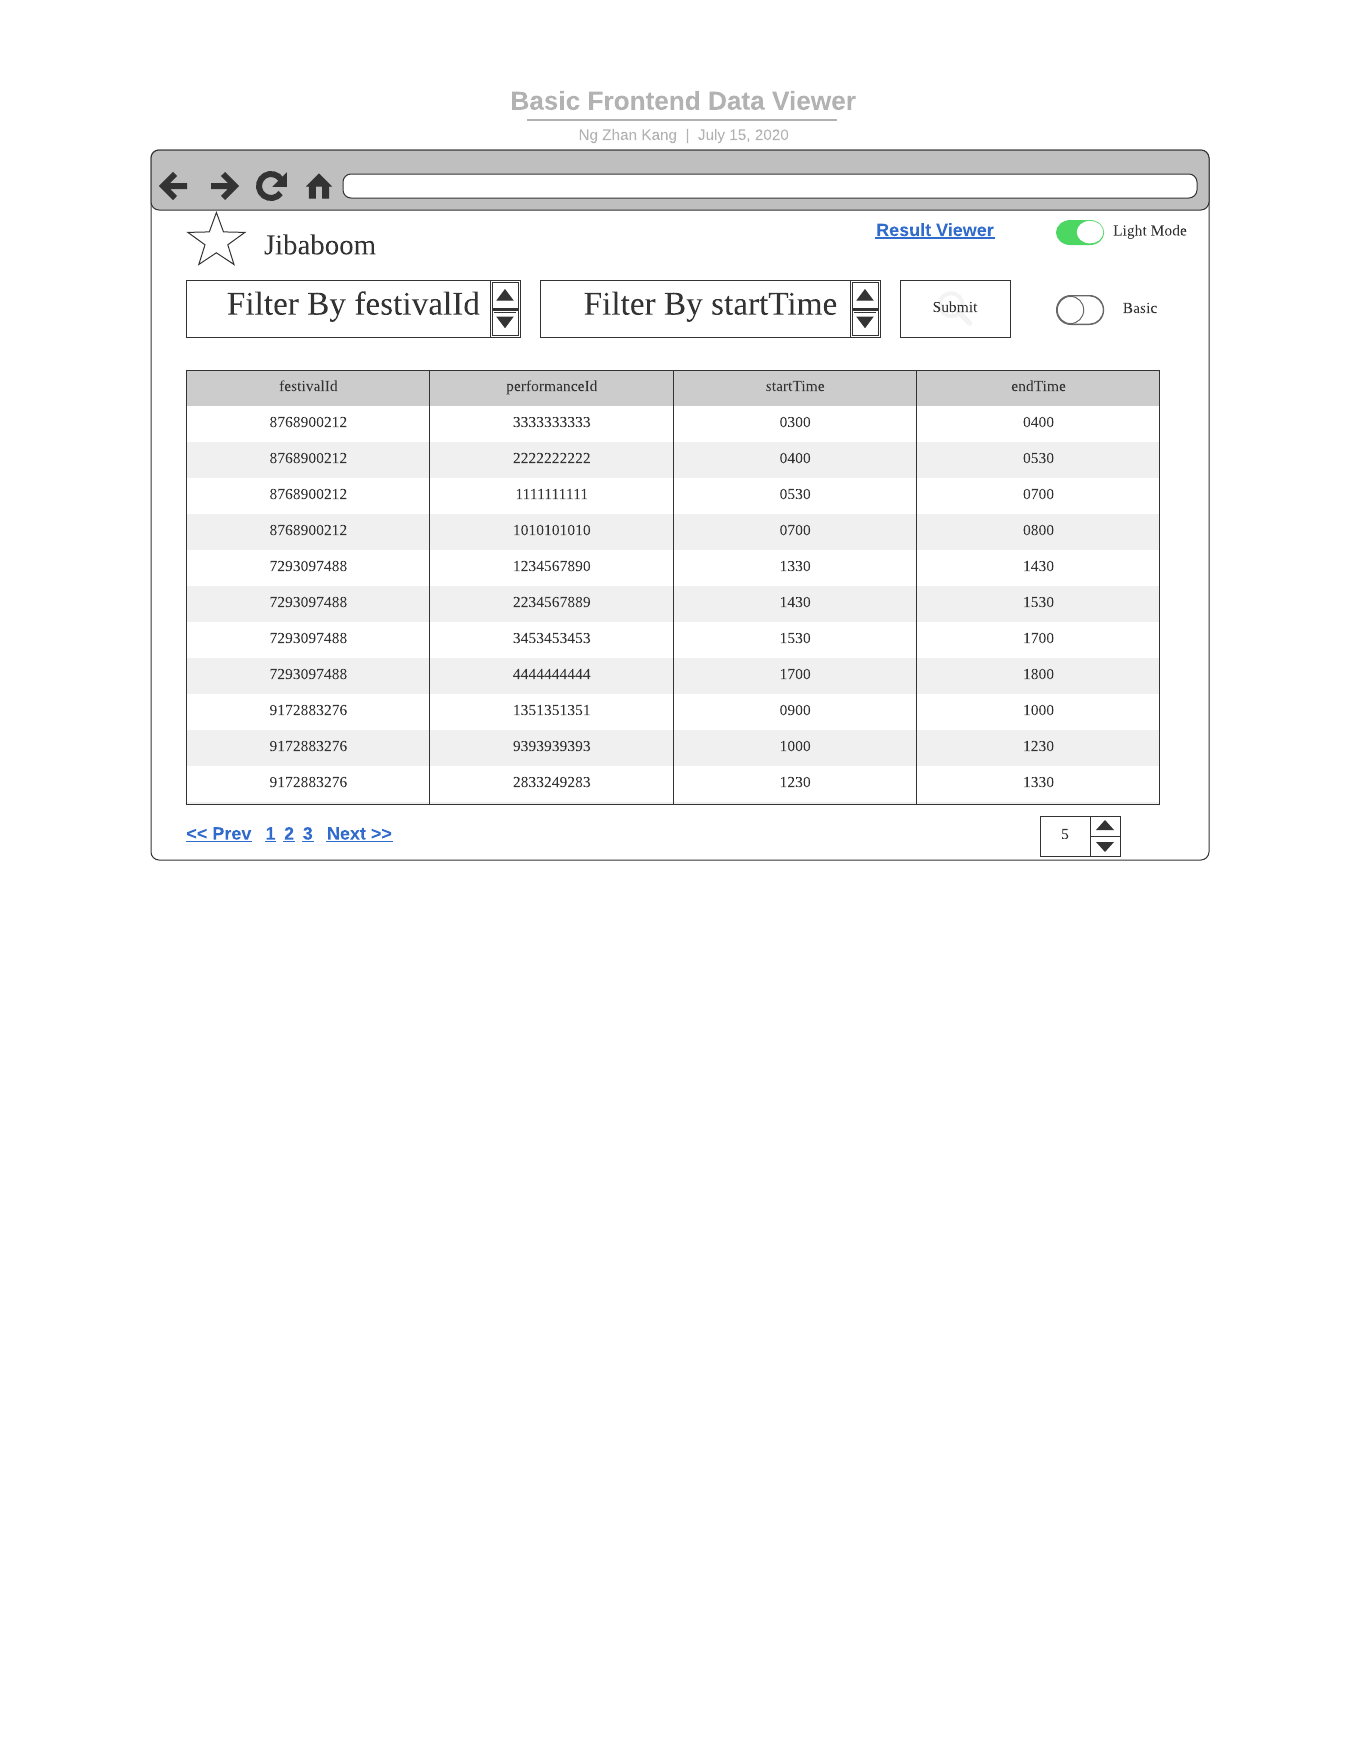 Basic Frontend Data Viewer
Ng Zhan Kang | July 15, 2020
Result Viewer
Light Mode
Jibaboom
Filter By festivalId
Filter By startTime
Submit
Basic
festivalId performanceId startTime endTime
8768900212 3333333333 0300 0400
8768900212 2222222222 0400 0530
8768900212 1111111111 0530 0700
8768900212 1010101010 0700 0800
7293097488 1234567890 1330 1430
7293097488 2234567889 1430 1530
7293097488 3453453453 1530 1700
7293097488 4444444444 1700 1800
9172883276 1351351351 0900 1000
9172883276 9393939393 1000 1230
9172883276 2833249283 1230 1330
<< Prev 1 2 3 Next >>
5